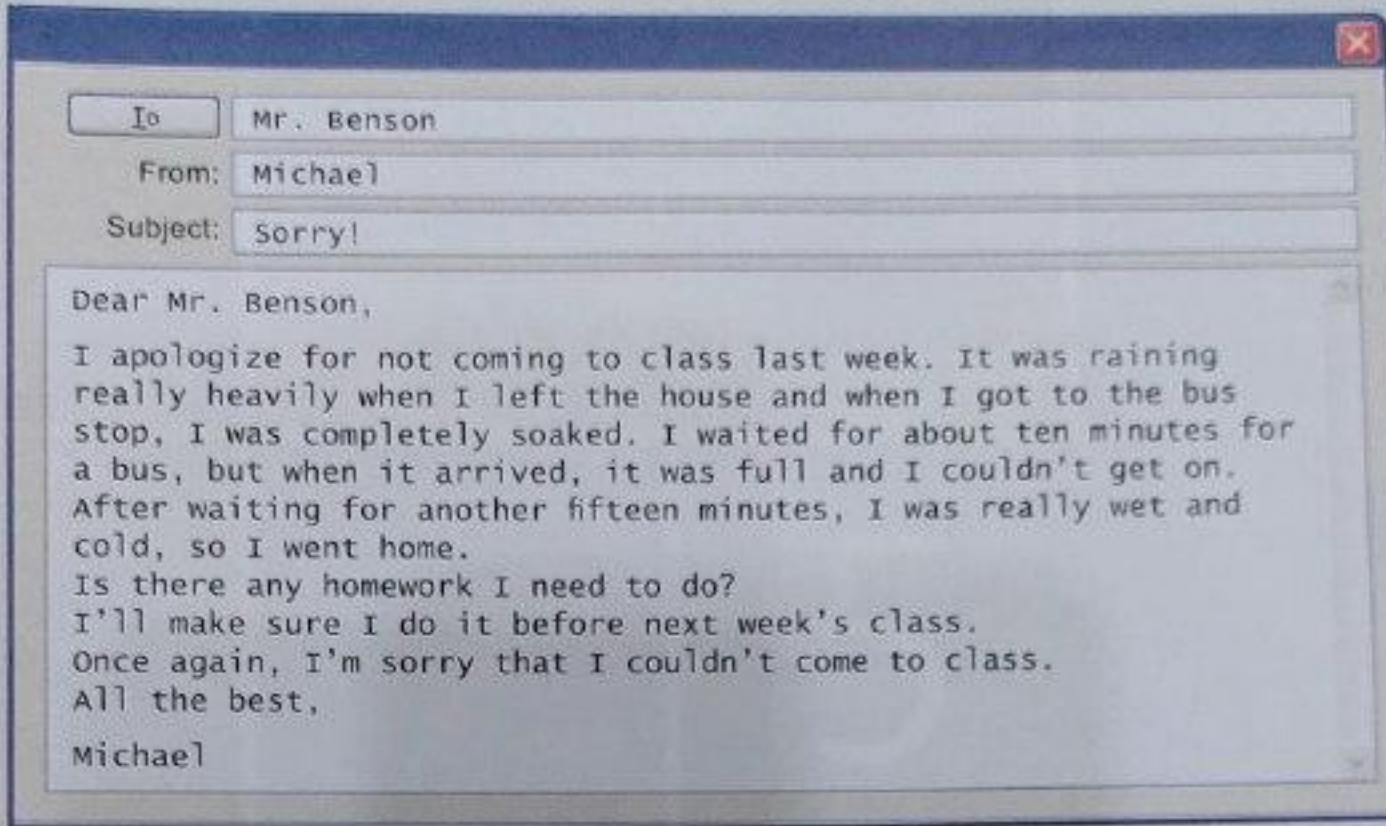 To Mr. Benson
From: Michael
Subject: Sorry!
Dear Mr. Benson,
I apologize for not coming to class last week. It was raining
really heavily when I left the house and when I got to the bus
stop, I was completely soaked. I waited for about ten minutes for
a bus, but when it arrived, it was full and I couldn't get on.
After waiting for another fifteen minutes, I was really wet and
cold, so I went home.
Is there any homework I need to do?
I'll make sure I do it before next week's class.
Once again, I'm sorry that I couldn't come to class.
All the best,
Michael